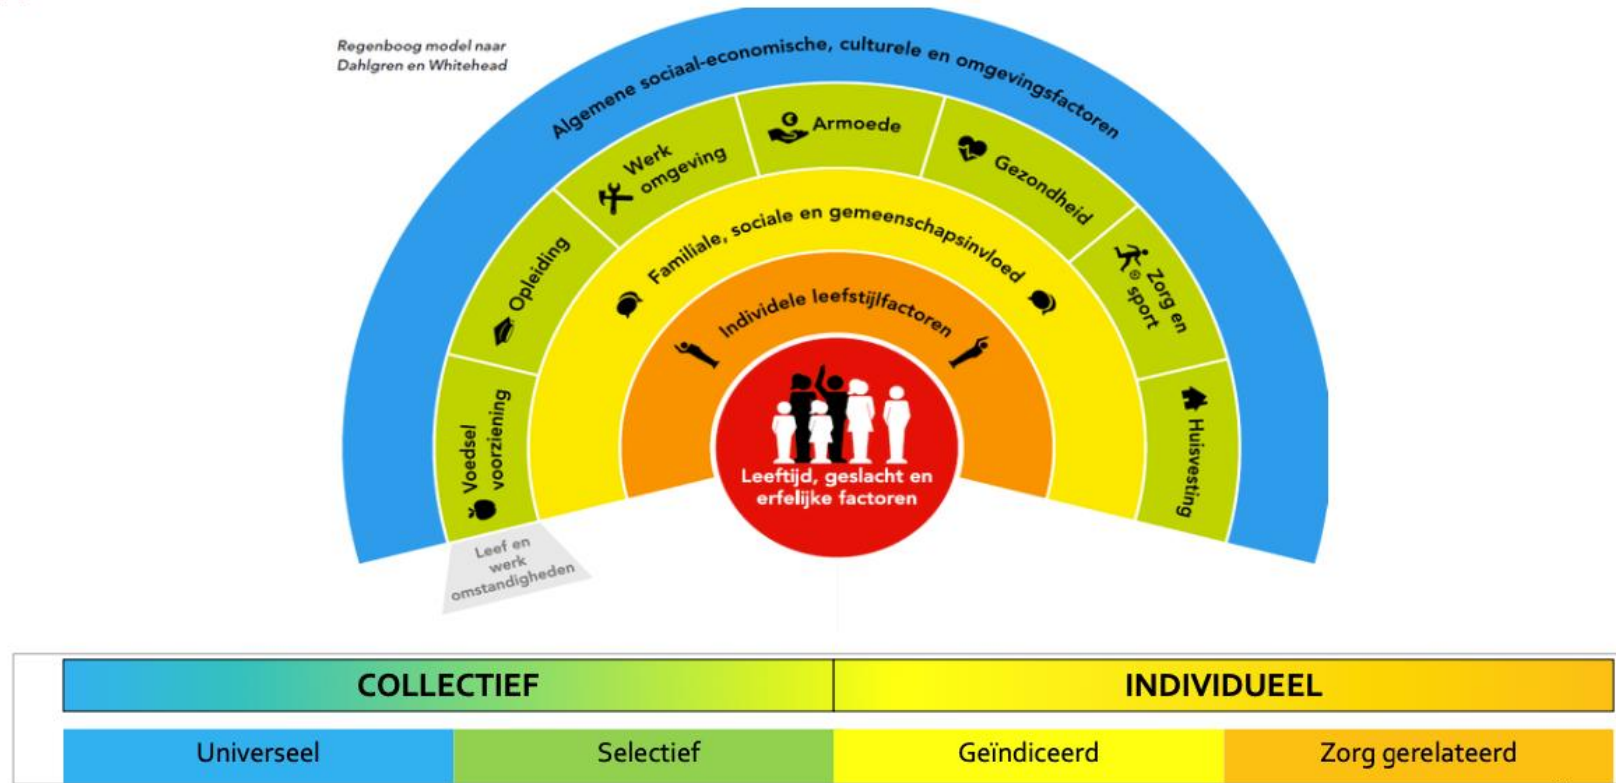 Regenboog model naar
Dahlgren en Whitehead
Algemene sociaal-economische, culturele en omgevingsfactoren
Voedsel
voorziening
Opleiding
Werk
omgeving
Armoede
Gezondheid
Zorg en
sport
Huisvesting
Familiale, sociale en gemeenschapsinvloed
Individele leefstijlfactoren
Leeftijd, geslacht en
erfelijke factoren
Leef en
werk
omstandigheden
COLLECTIEF
INDIVIDUEEL
Universeel
Selectief
Geïndiceerd
Zorg gerelateerd